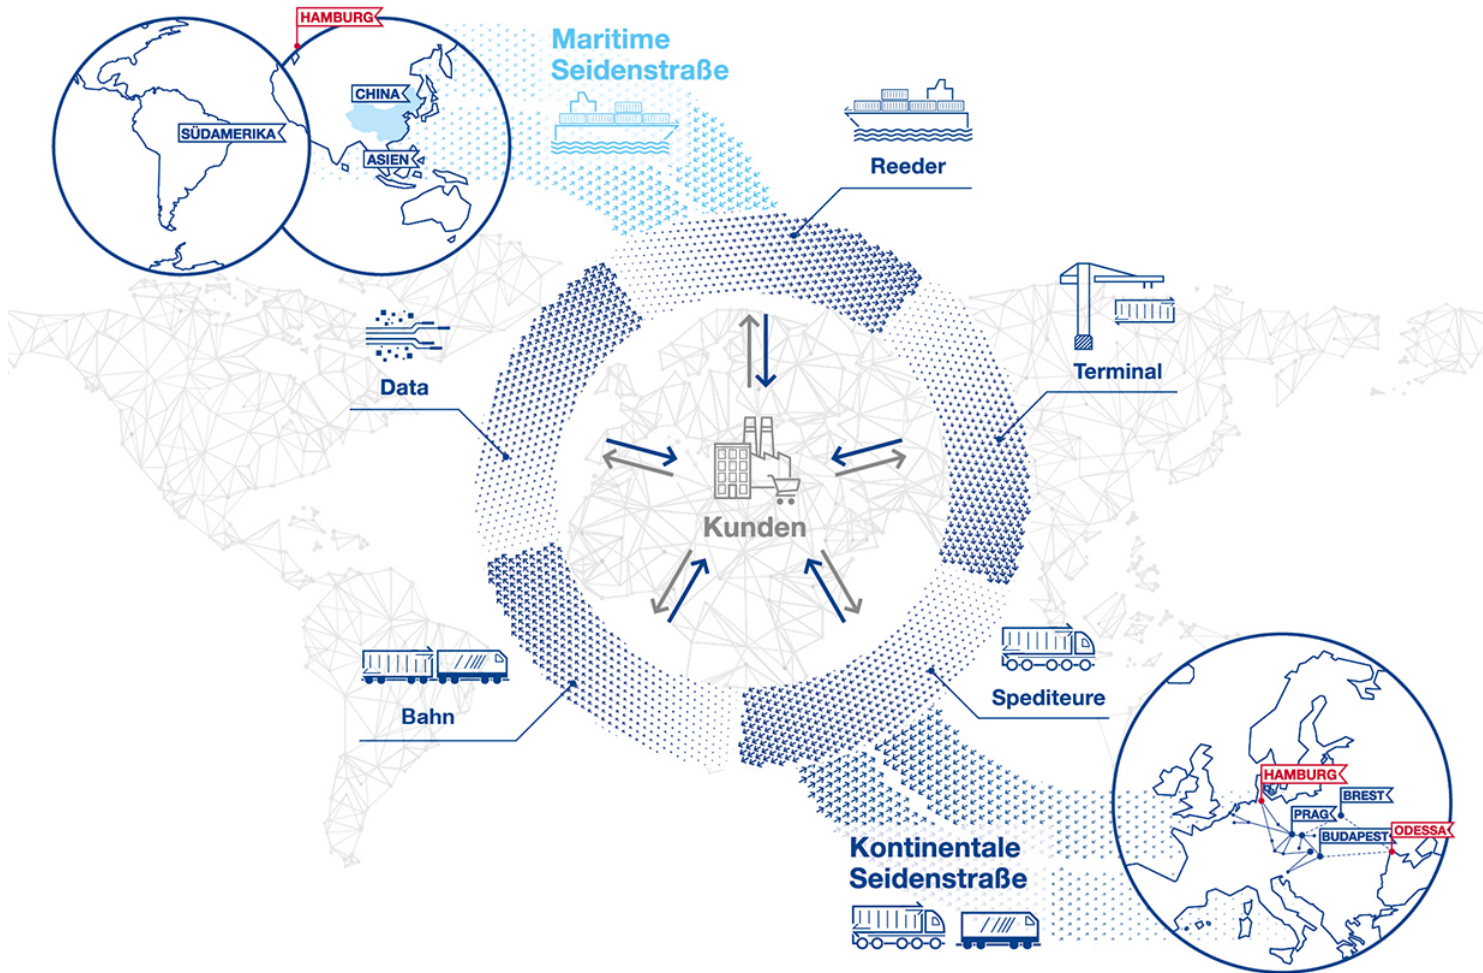 HAMBURG
Maritime
Seidenstraße
CHINA
SÜDAMERIKA
ASIEN
Reeder
Data
Terminal
Kunden
Bahn
Spediteure
Kontinentale
Seidenstraße
HAMBURG
BREST
PRAG
ODESSA
BUDAPEST